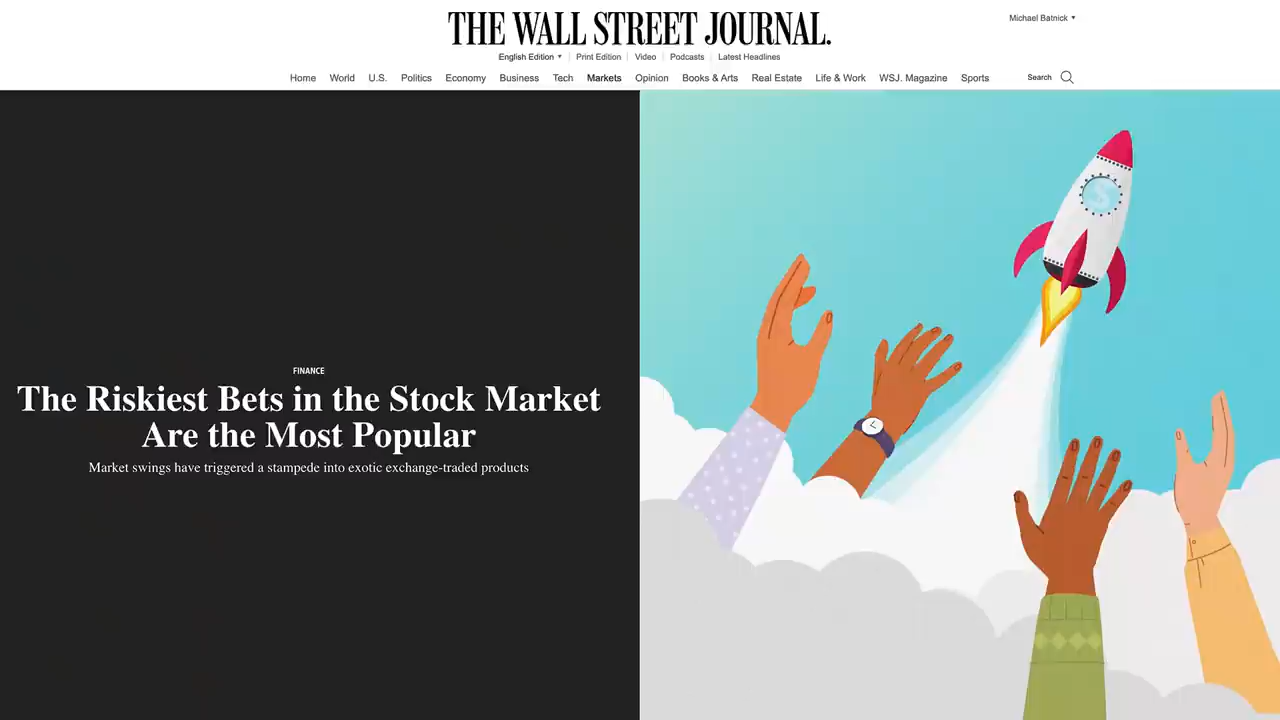 THE WALL STREET JOURNAL.
Michael Batnick ▼
English Edition ▼ | Print Edition | Video | Podcasts | Latest Headlines
Home World U.S. Politics Economy Business Tech Markets Opinion Books & Arts Real Estate Life & Work WSJ. Magazine Sports Search
FINANCE
The Riskiest Bets in the Stock Market
Are the Most Popular
Market swings have triggered a stampede into exotic exchange-traded products
$